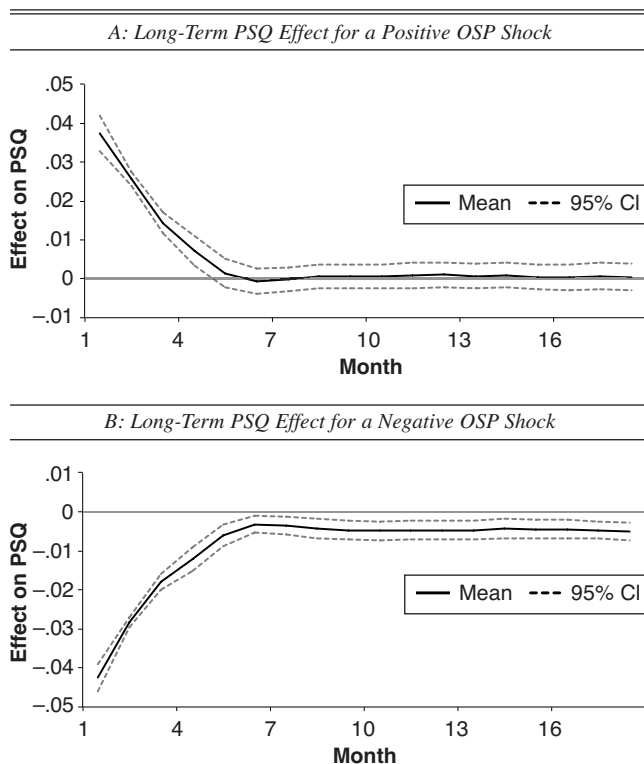 A: Long-Term PSQ Effect for a Positive OSP Shock
.05
.04
.03
.02
.01
0
–.01
Effect on PSQ
Mean 95% CI
1 4 7 10 13 16
Month
B: Long-Term PSQ Effect for a Negative OSP Shock
.01
0
–.01
–.02
–.03
–.04
–.05
Effect on PSQ
Mean 95% CI
1 4 7 10 13 16
Month